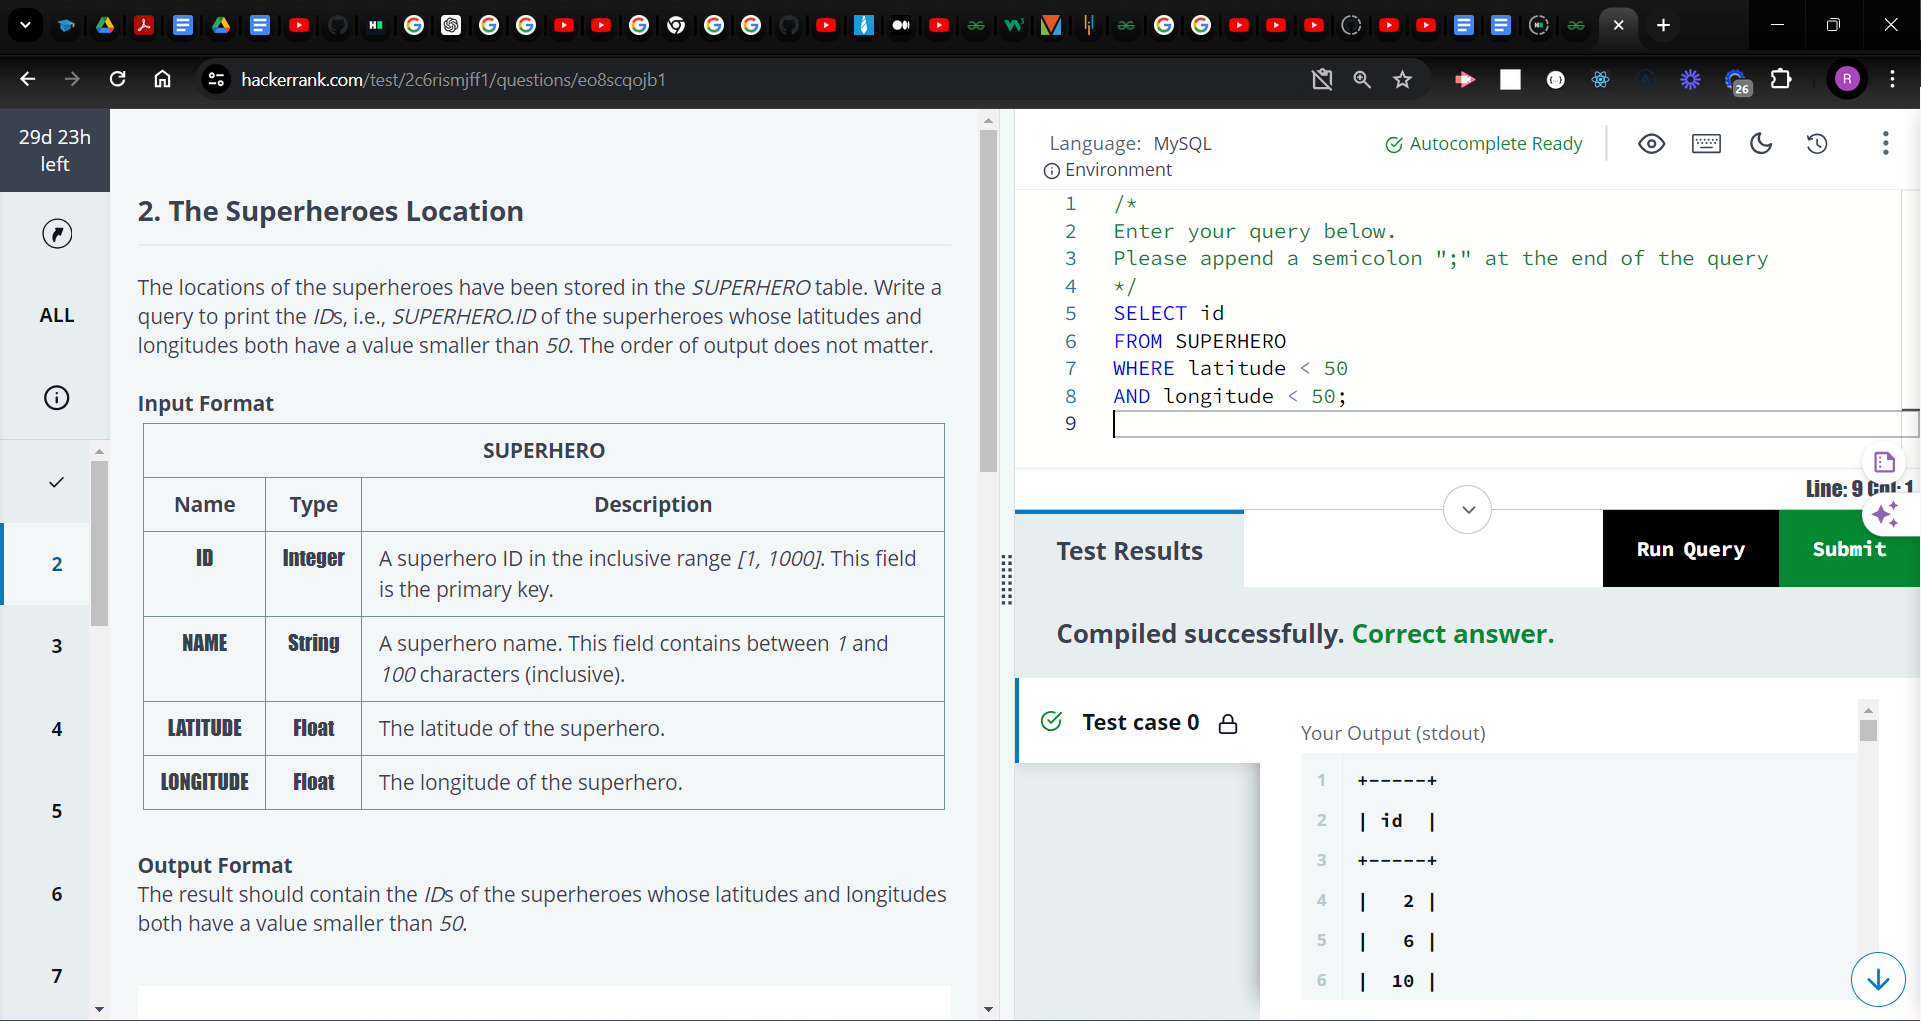 hackerrank.com/test/2c6rismjff1/questions/eo8scqojb1
26
R
29d 23h
left
ALL
2
3
4
5
6
7
2. The Superheroes Location
The locations of the superheroes have been stored in the SUPERHERO table. Write a
query to print the IDs, i.e., SUPERHERO.ID of the superheroes whose latitudes and
longitudes both have a value smaller than 50. The order of output does not matter.
Input Format
SUPERHERO
Name Type Description
ID Integer A superhero ID in the inclusive range [1, 1000]. This field
is the primary key.
NAME String A superhero name. This field contains between 1 and
100 characters (inclusive).
LATITUDE Float The latitude of the superhero.
LONGITUDE Float The longitude of the superhero.
Output Format
The result should contain the IDs of the superheroes whose latitudes and longitudes
both have a value smaller than 50.
Language: MySQL
Autocomplete Ready
Environment
1 /*
2 Enter your query below.
3 Please append a semicolon ";" at the end of the query
4 */
5 SELECT id
6 FROM SUPERHERO
7 WHERE latitude < 50
8 AND longitude < 50;
9
Line: 9 Col: 1
Test Results
Run Query
Submit
Compiled successfully. Correct answer.
Test case 0
Your Output (stdout)
1 +-----+
2 | id |
3 +-----+
4 | 2 |
5 | 6 |
6 | 10 |